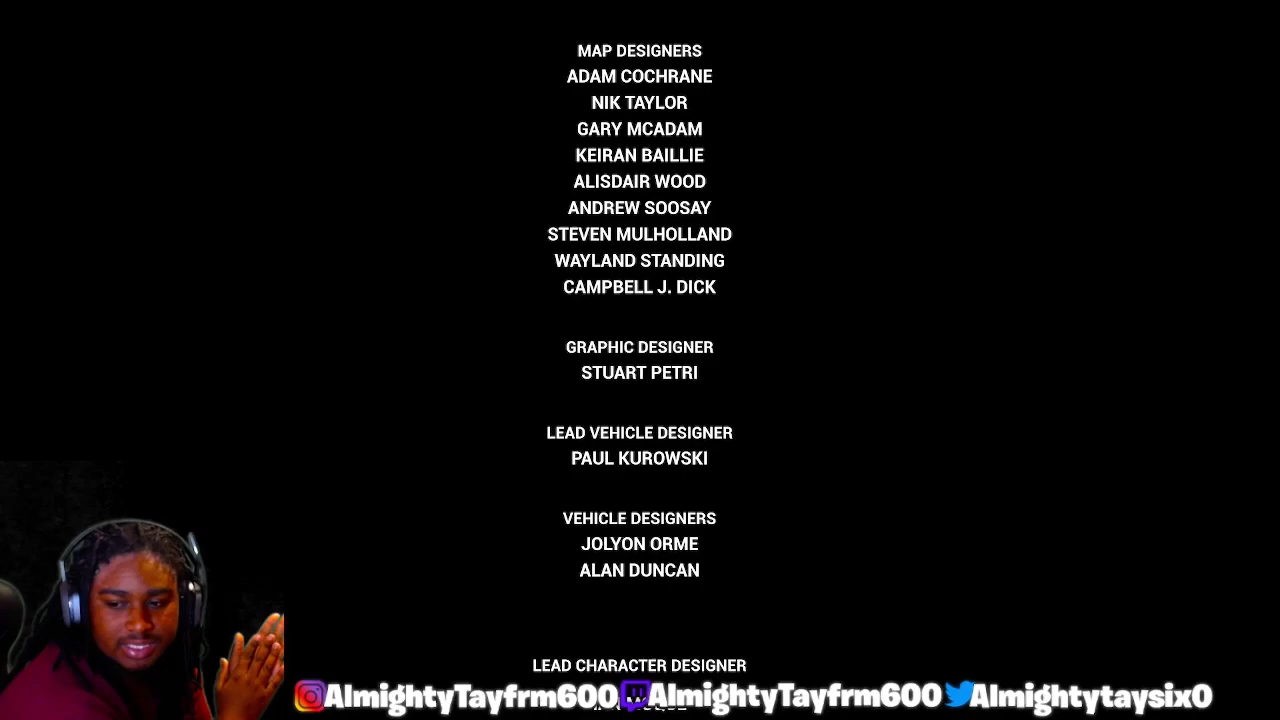 MAP DESIGNERS
ADAM COCHRANE
NIK TAYLOR
GARY MCADAM
KEIRAN BAILLIE
ALISDAIR WOOD
ANDREW SOOSAY
STEVEN MULHOLLAND
WAYLAND STANDING
CAMPBELL J. DICK
GRAPHIC DESIGNER
STUART PETRI
LEAD VEHICLE DESIGNER
PAUL KUROWSKI
VEHICLE DESIGNERS
JOLYON ORME
ALAN DUNCAN
LEAD CHARACTER DESIGNER
AlmightyTayfrm600 AlmightyTayfrm600 Almightytaysix0